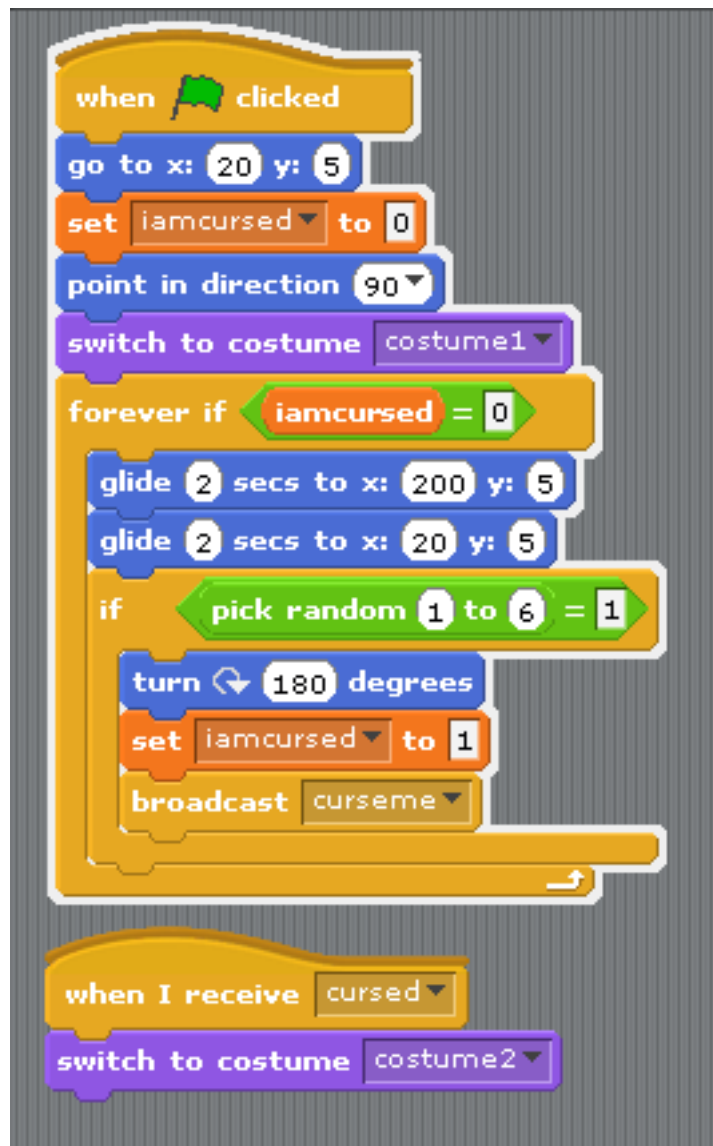 when clicked
go to x: 20 y: 5
set iamcursed to 0
point in direction 90
switch to costume costume1
forever if iamcursed = 0
glide 2 secs to x: 200 y: 5
glide 2 secs to x: 20 y: 5
if pick random 1 to 6 = 1
turn 180 degrees
set iamcursed to 1
broadcast curseme
when I receive cursed
switch to costume costume2